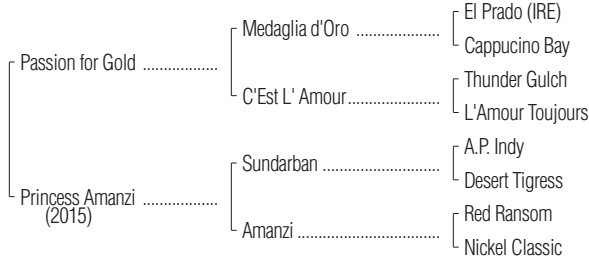 El Prado (IRE)
Medaglia d'Oro ....................
Cappucino Bay
Passion for Gold ..................
Thunder Gulch
C'Est L' Amour......................
L'Amour Toujours
A.P. Indy
Sundarban ............................
Desert Tigress
Princess Amanzi ..................
(2015)
Red Ransom
Amanzi ..................................
Nickel Classic